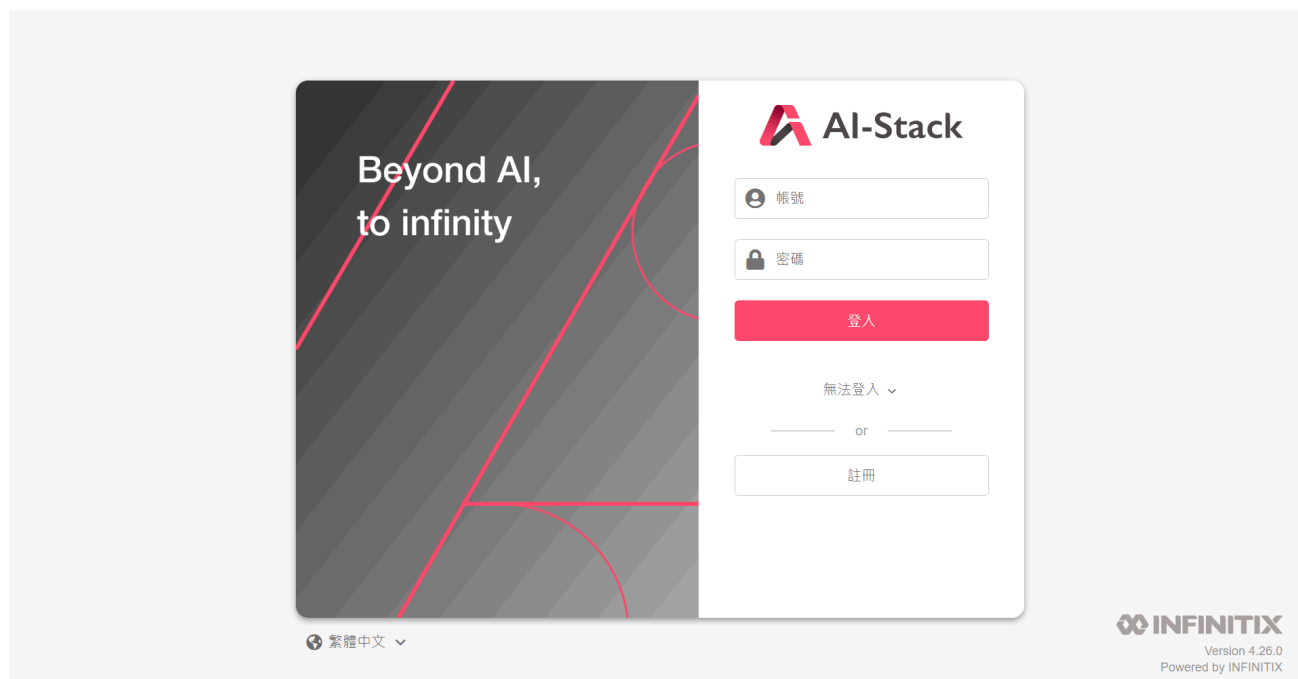 Beyond AI,
to infinity
AI-Stack
帳號
密碼
登入
無法登入
or
註冊
繁體中文
INFINITIX
Version 4.26.0
Powered by INFINITIX